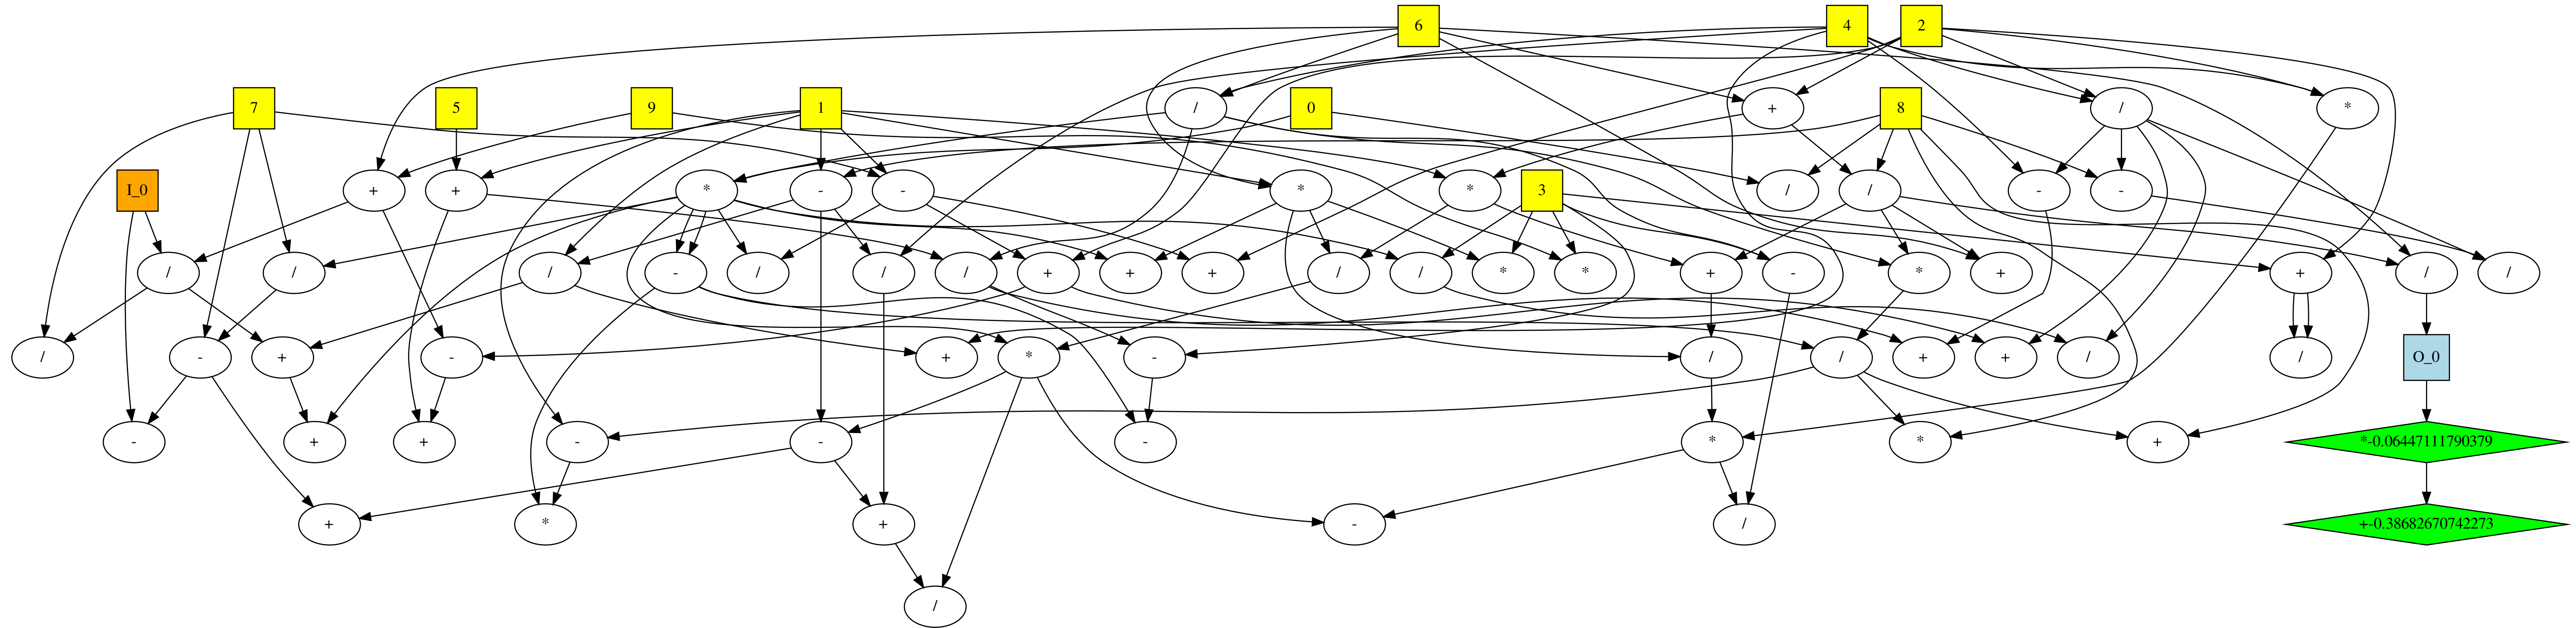 6 4 2
7 5 9 1 / 0 + 8 / *
I_0 + + * - - * * 3 / / - -
/ / / - / / / + + + / / * * + - * + + / /
/ - + - + * - / / + + / / O_0
- + + - - - * * + *-0.06447111790379
+ * + - / +-0.38682670742273
/